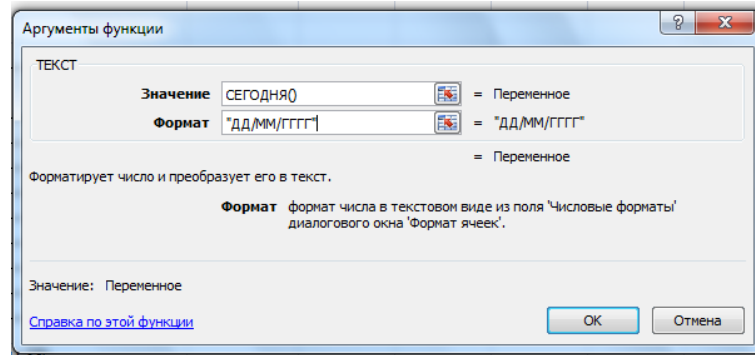 Аргументы функции
ТЕКСТ
Значение СЕГОДНЯ() = Переменное
Формат "ДД/ММ/ГГГГ" = "ДД/ММ/ГГГГ"
= Переменное
Форматирует число и преобразует его в текст.
Формат формат числа в текстовом виде из поля 'Числовые форматы'
диалогового окна 'Формат ячеек'.
Значение: Переменное
Справка по этой функции ОК Отмена